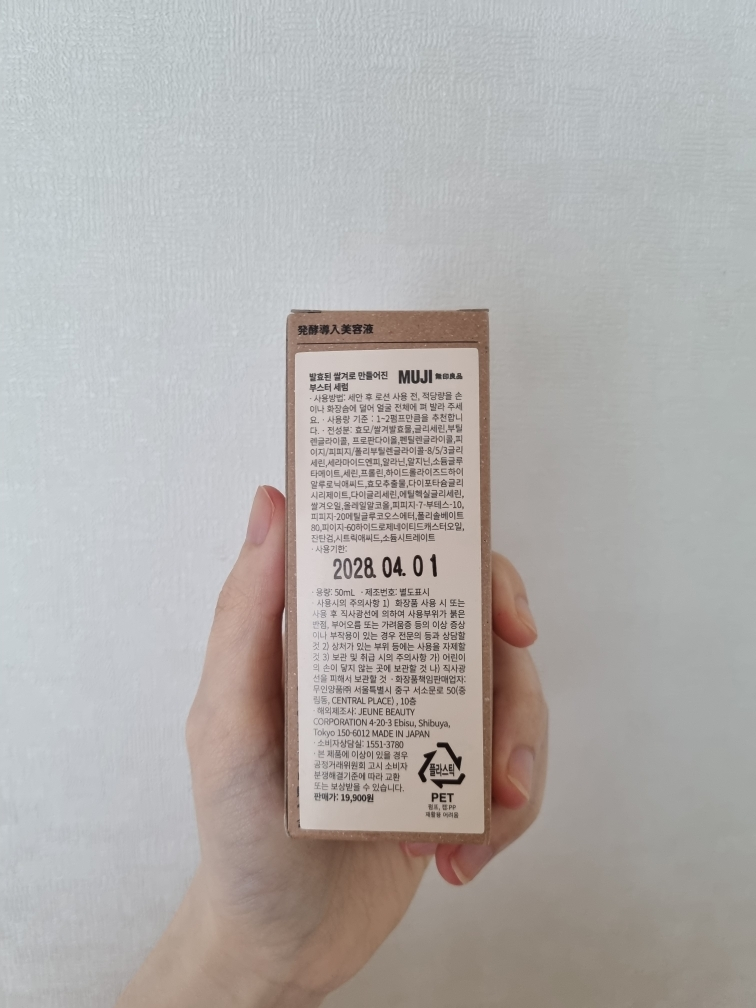 発酵導入美容液
발효된 쌀겨로 만들어진 MUJI 無印良品
부스터 세럼
· 사용방법: 세안 후 로션 사용 전, 적당량을 손
이나 화장솜에 덜어 얼굴 전체에 펴 발라 주세
요. · 사용량 기준 : 1~2펌프만큼을 추천합니
다. · 전성분: 효모/쌀겨발효물,글리세린,부틸
렌글라이콜, 프로판다이올,펜틸렌글라이콜,피
이지/피피지/폴리부틸렌글라이콜-8/5/3글리
세린,세라마이드엔피,알라닌,알지닌,소듐글루
타메이트,세린,프롤린,하이드롤라이즈드하이
알루로닉애씨드,효모추출물,다이포타슘글리
시리제이트,다이글리세린,에틸헥실글리세린,
쌀겨오일,올레일알코올,피피지-7-부테스-10,
피피지-20메틸글루코오스에터,폴리솔베이트
80,피이지-60하이드로제네이티드캐스터오일,
잔탄검,시트릭애씨드,소듐시트레이트
· 사용기한:
2028. 04. 01
· 용량: 50mL · 제조번호: 별도표시
· 사용시의 주의사항 1) 화장품 사용 시 또는
사용 후 직사광선에 의하여 사용부위가 붉은
반점, 부어오름 또는 가려움증 등의 이상 증상
이나 부작용이 있는 경우 전문의 등과 상담할
것 2) 상처가 있는 부위 등에는 사용을 자제할
것 3) 보관 및 취급 시의 주의사항 가) 어린이
의 손이 닿지 않는 곳에 보관할 것 나) 직사광
선을 피해서 보관할 것 · 화장품책임판매업자:
무인양품㈜ 서울특별시 중구 서소문로 50(중
림동, CENTRAL PLACE) , 10층
· 해외제조사: JEUNE BEAUTY
CORPORATION 4-20-3 Ebisu, Shibuya,
Tokyo 150-6012 MADE IN JAPAN
· 소비자상담실: 1551-3780
· 본 제품에 이상이 있을 경우
공정거래위원회 고시 소비자
분쟁해결기준에 따라 교환
또는 보상받을 수 있습니다.
판매가: 19,900원
플라스틱
PET
펌프, 캡:PP
재활용 어려움